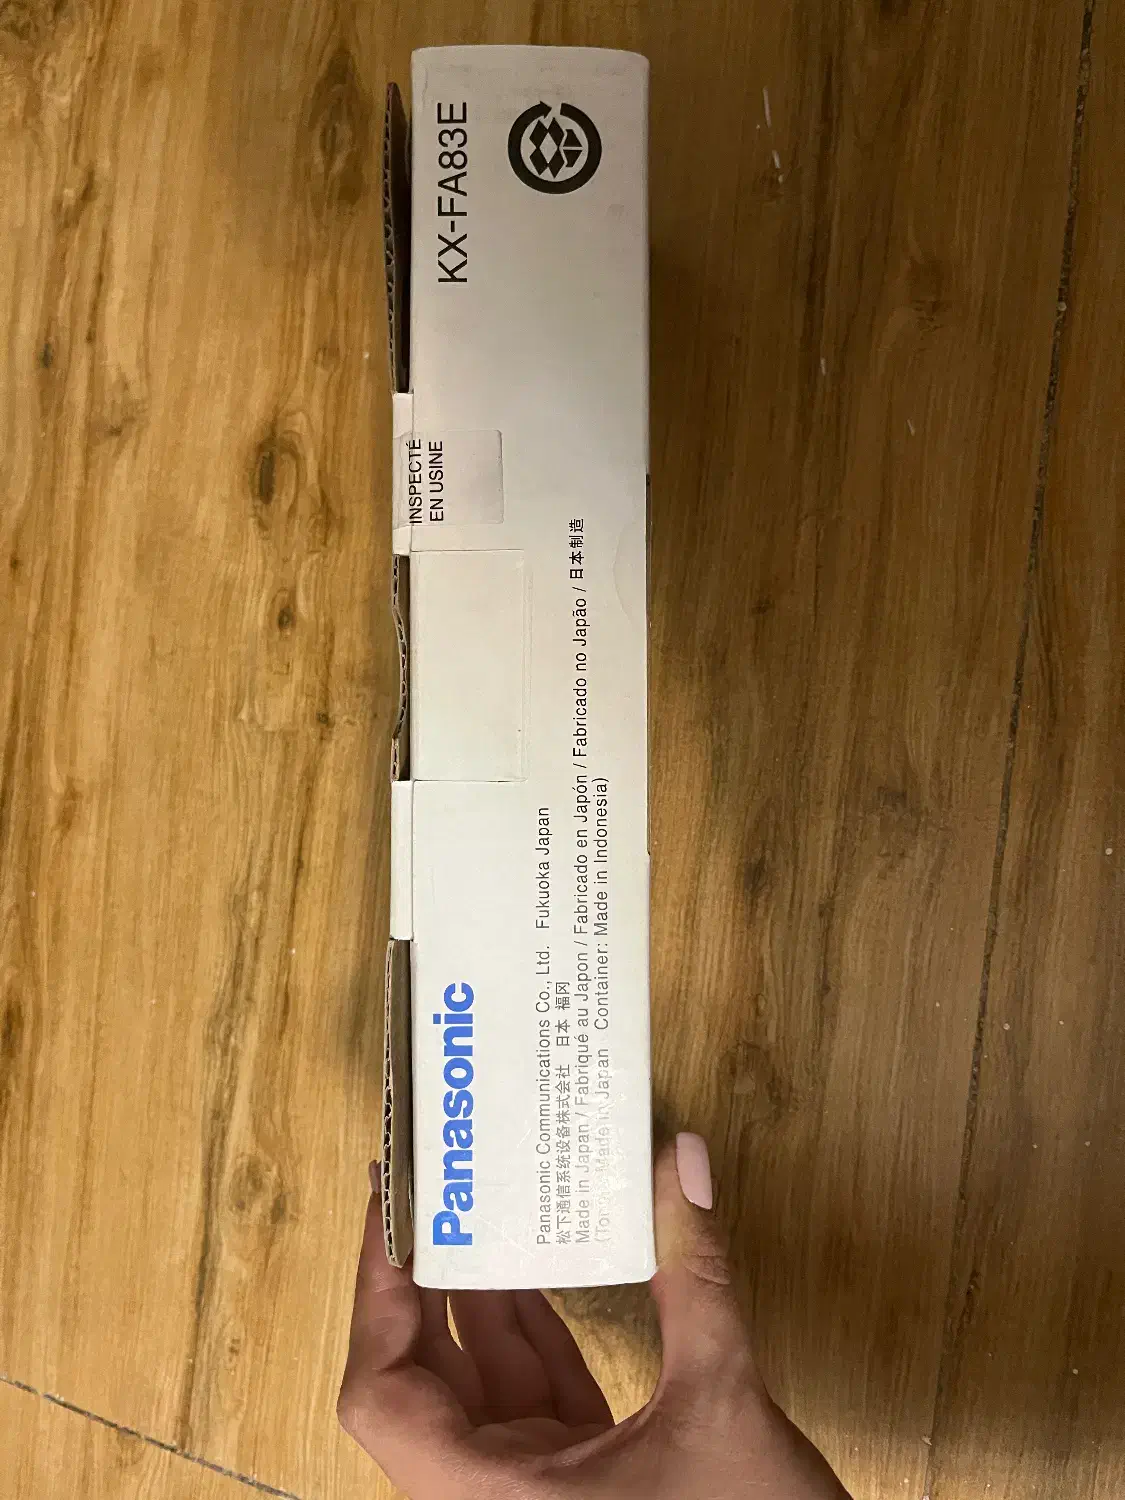 Panasonic
KX-FA83E
INSPECTÉ
EN USINE
Panasonic Communications Co., Ltd. Fukuoka Japan
松下通信系统设备株式会社 日本 福冈
Made in Japan / Fabriqué au Japon / Fabricado en Japón / Fabricado no Japão / 日本制造
Made in Japan Container: Made in Indonesia)